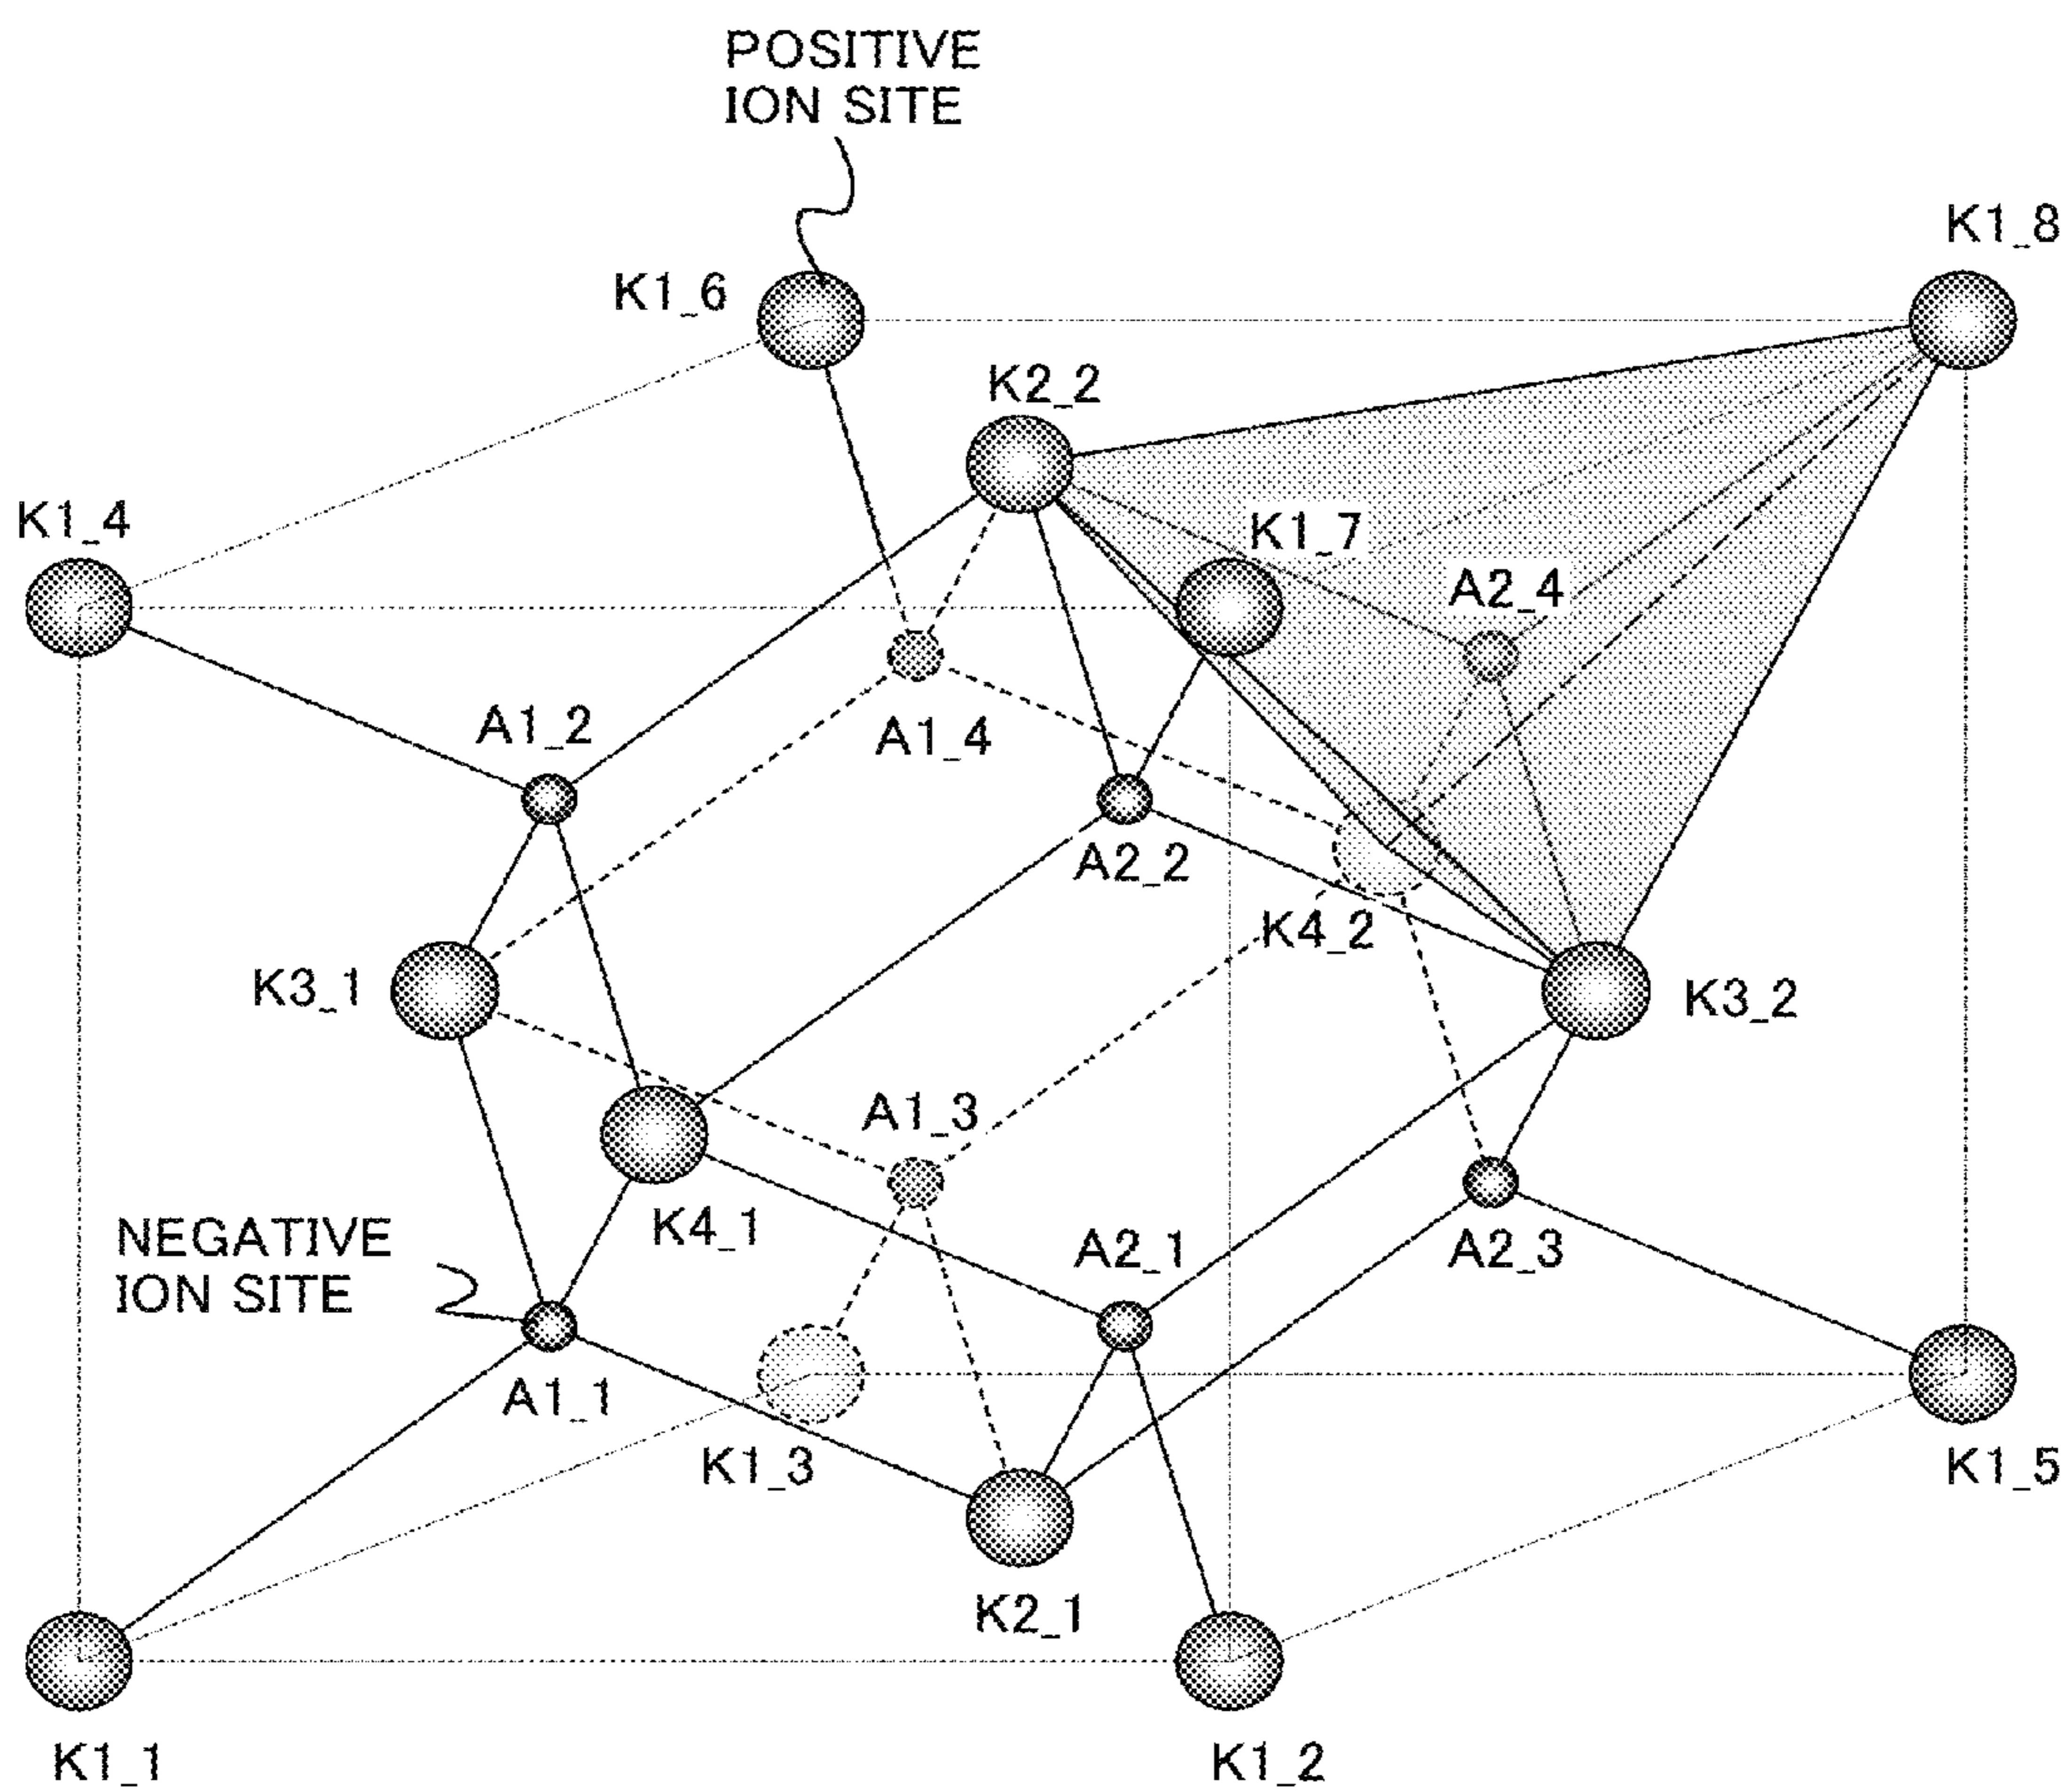 POSITIVE
ION SITE
K1_8
K1_6
K2_2
K1_4
K1_7
A2_4
A1_2
A1_4
A2_2
K4_2
K3_1
K3_2
A1_3
K4_1
NEGATIVE
ION SITE
A2_1
A2_3
A1_1
K1_3
K1_5
K2_1
K1_1
K1_2